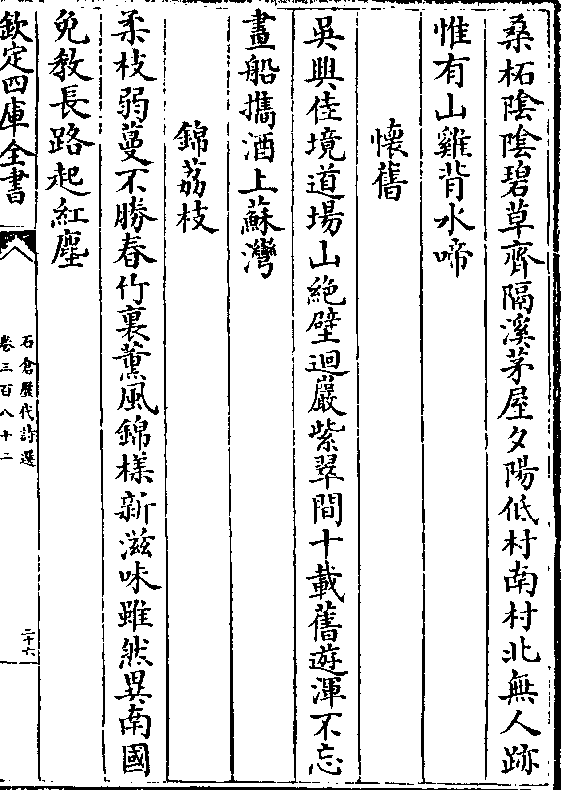 桑柘陰陰碧草齊隔溪茅屋夕陽低村南村北無人跡
惟有山雞背水啼
懷舊
吳興佳境道場山絶壁迴巖紫翠間十載舊遊渾不忘
畫船攜酒上蘇灣
錦荔枝
柔枝弱蔓不勝春竹裏薰風錦樣新滋味雖然異南國
免教長路起紅塵
欽定四庫全書
石倉歷代詩選
卷三百八十二
二十六